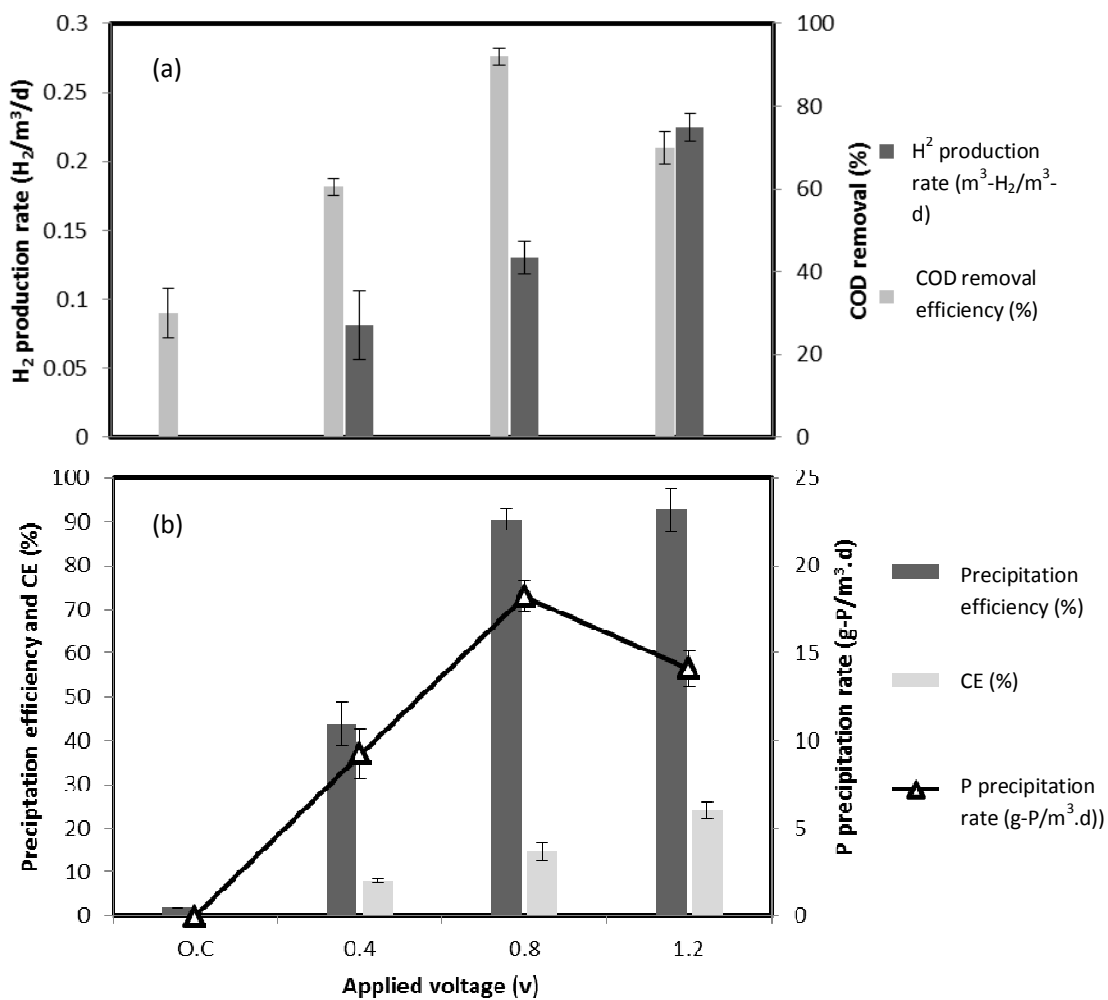 (a)
H₂ production rate (H₂/m³/d)
0.3
0.25
0.2
0.15
0.1
0.05
0
100
80
60
40
20
0
COD removal (%)
H² production
rate (m³-H₂/m³-
d)
COD removal
efficiency (%)
(b)
Preciptation efficiency and CE (%)
100
90
80
70
60
50
40
30
20
10
0
25
20
15
10
5
0
P precipitation rate (g-P/m³.d)
Precipitation
efficiency (%)
CE (%)
P precipitation
rate (g-P/m³.d))
O.C
0.4
0.8
1.2
Applied voltage (v)